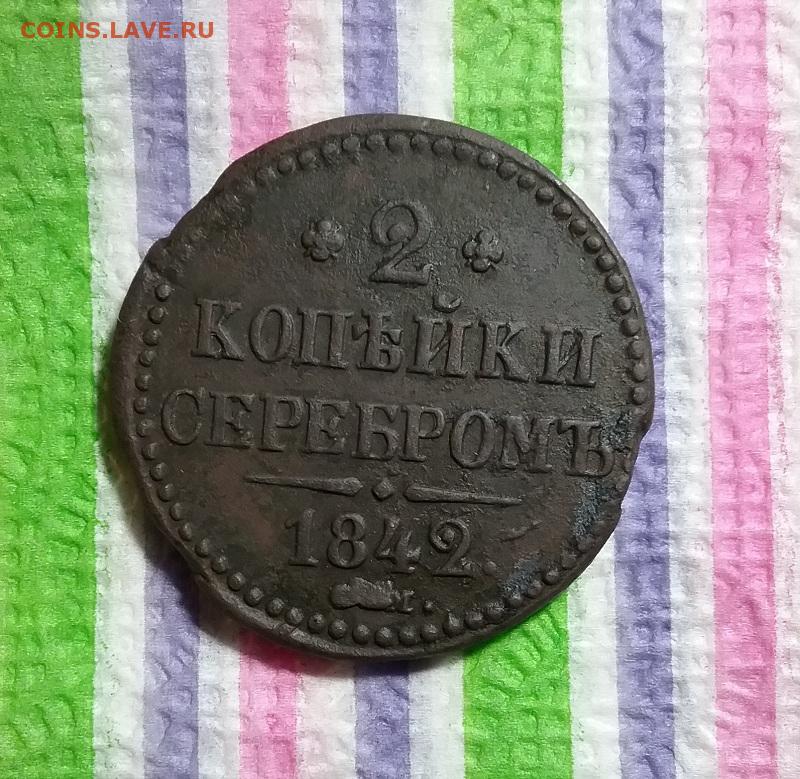 COINS.LAVE.RU
2
КОПѢЙКИ
СЕРЕБРОМЪ
1842.